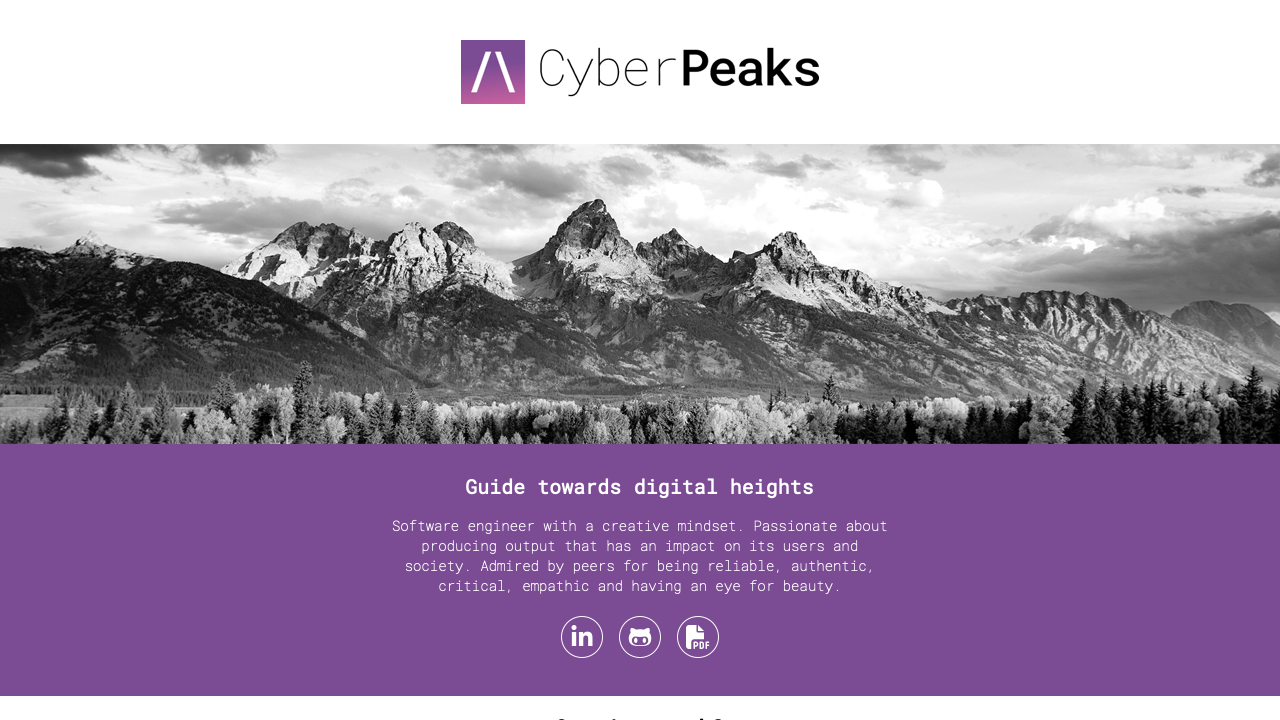 /\ CyberPeaks
Guide towards digital heights
Software engineer with a creative mindset. Passionate about
producing output that has an impact on its users and
society. Admired by peers for being reliable, authentic,
critical, empathic and having an eye for beauty.
in
PDF